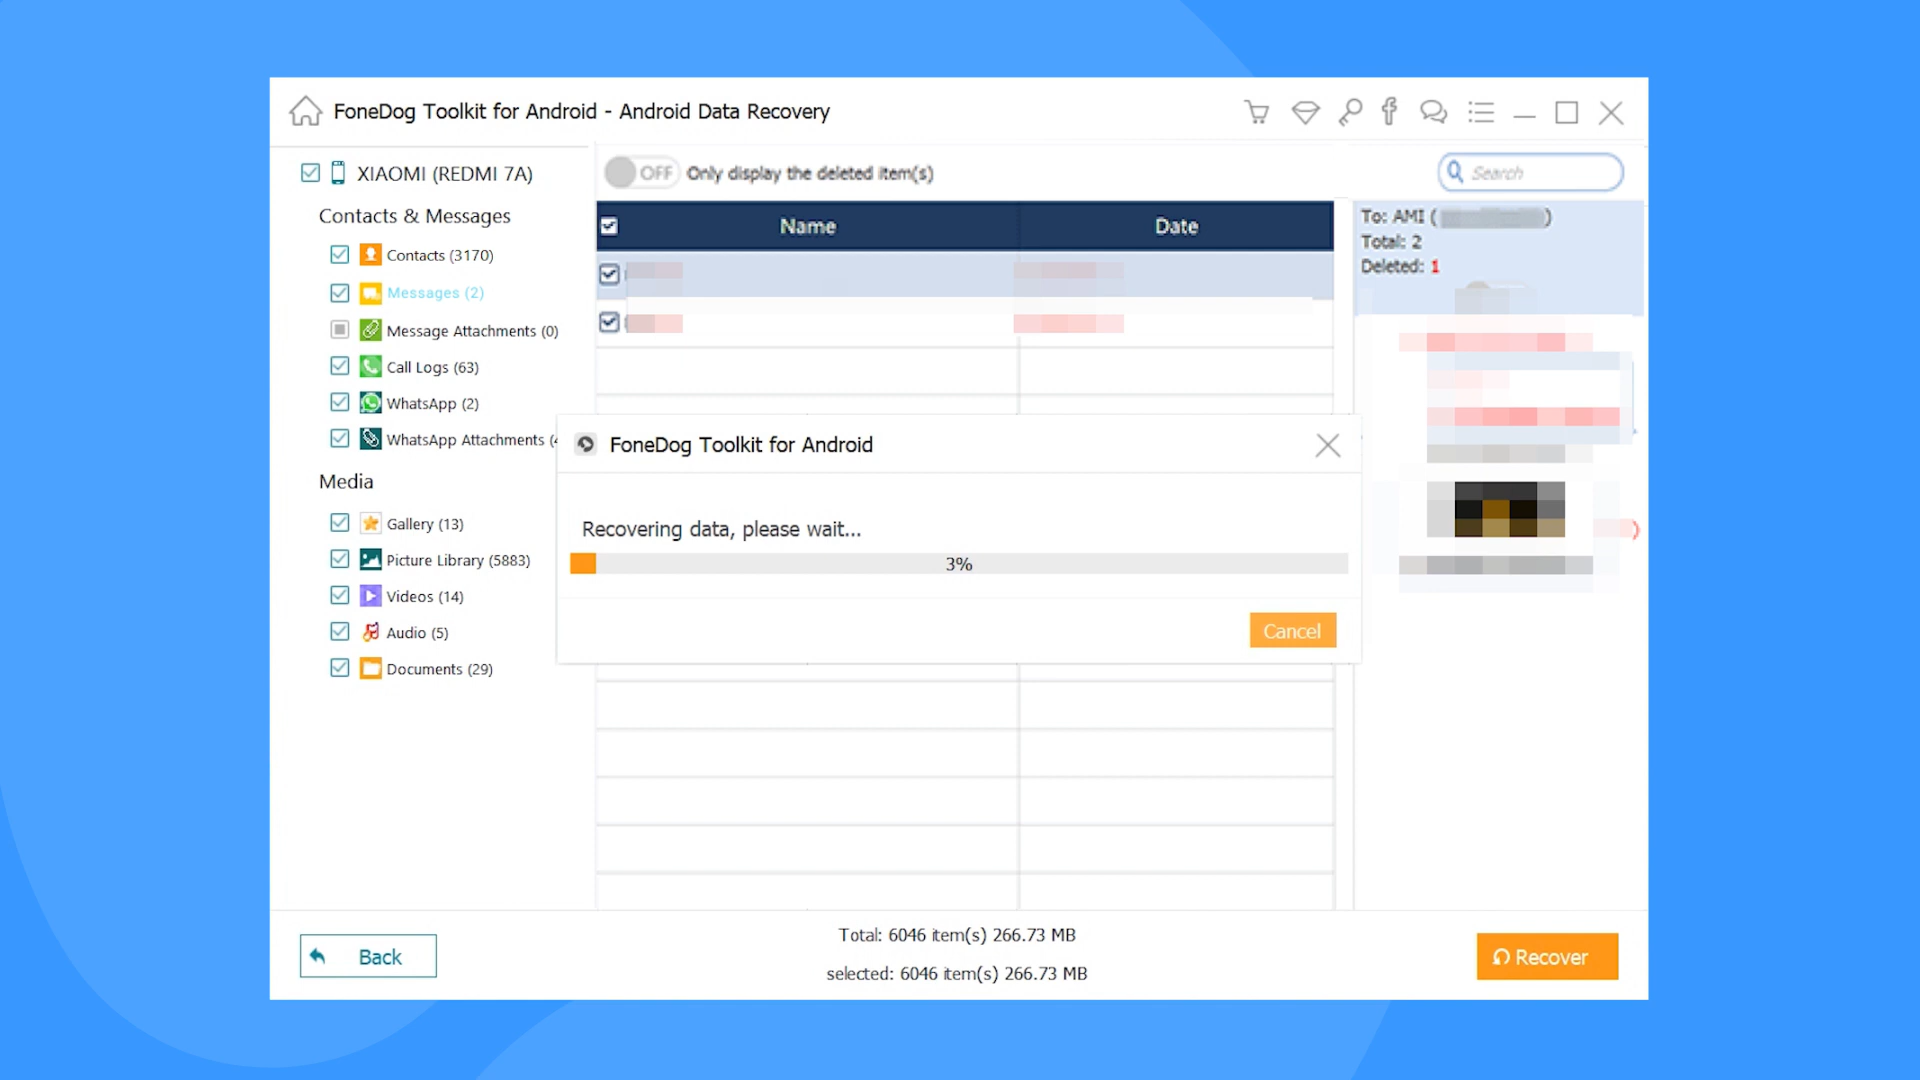 FoneDog Toolkit for Android - Android Data Recovery
XIAOMI (REDMI 7A)
Contacts & Messages
Contacts (3170)
Messages (2)
Message Attachments (0)
Call Logs (63)
WhatsApp (2)
WhatsApp Attachments
Media
Gallery (13)
Picture Library (5883)
Videos (14)
Audio (5)
Documents (29)
OFF Only display the deleted item(s)
Search
Name Date
To: AMI ( )
Total: 2
Deleted: 1
FoneDog Toolkit for Android
Recovering data, please wait...
3%
Cancel
Back
Total: 6046 item(s) 266.73 MB
selected: 6046 item(s) 266.73 MB
Recover